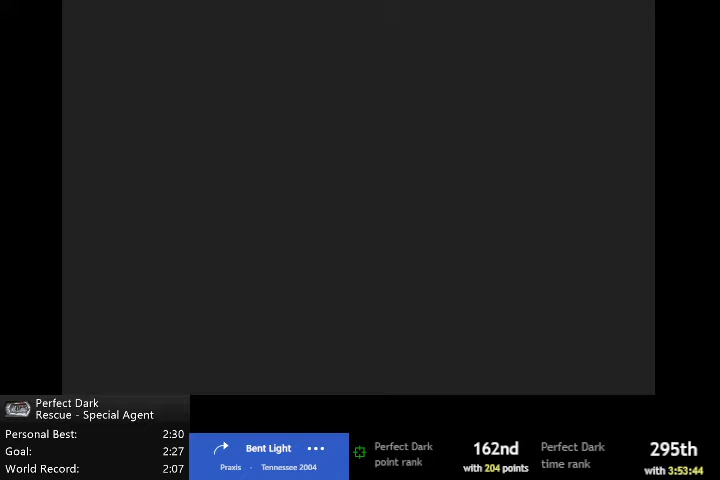 Perfect Dark
Rescue - Special Agent
Personal Best: 2:30
Goal: 2:27
World Record: 2:07
Bent Light
Praxis · Tennessee 2004
Perfect Dark
point rank
162nd
with 204 points
Perfect Dark
time rank
295th
with 3:53:44